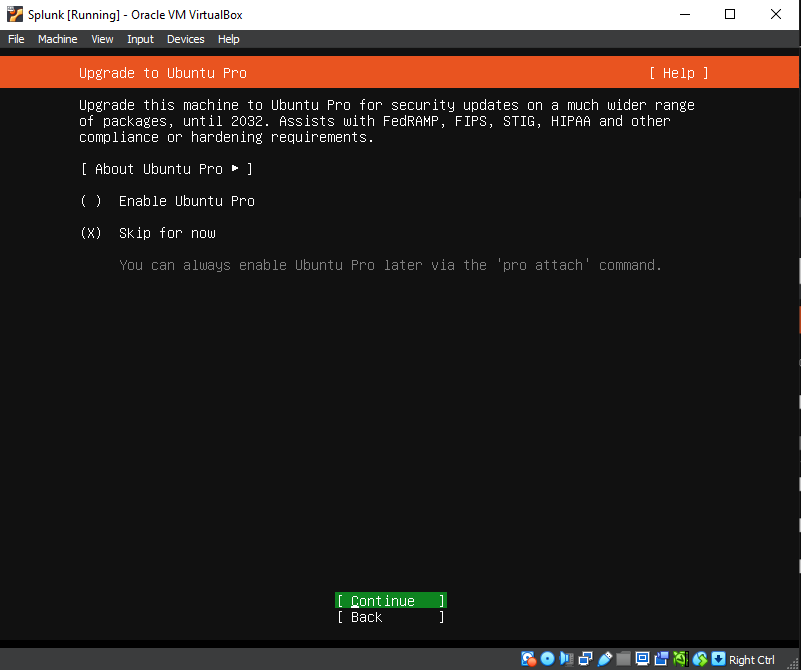 Splunk [Running] - Oracle VM VirtualBox
File Machine View Input Devices Help
Upgrade to Ubuntu Pro [ Help ]
Upgrade this machine to Ubuntu Pro for security updates on a much wider range
of packages, until 2032. Assists with FedRAMP, FIPS, STIG, HIPAA and other
compliance or hardening requirements.
[ About Ubuntu Pro ▸ ]
( ) Enable Ubuntu Pro
(X) Skip for now
You can always enable Ubuntu Pro later via the 'pro attach' command.
[ Continue ]
[ Back ]
Right Ctrl